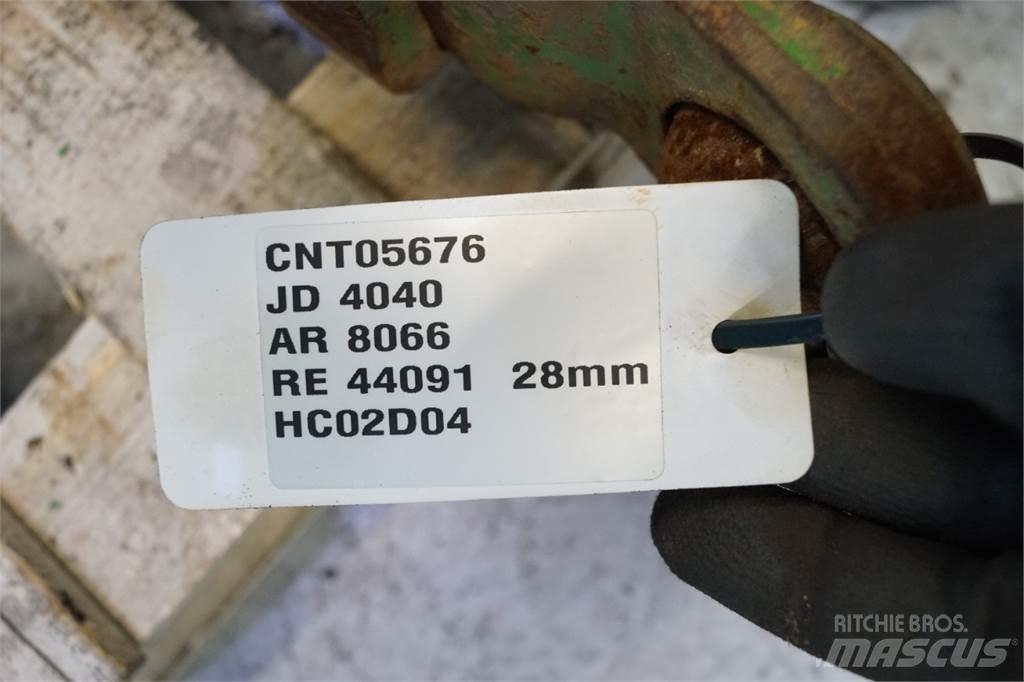 CNT05676
JD 4040
AR 8066
RE 44091 28mm
HC02D04
RITCHIE BROS.
MASCUS